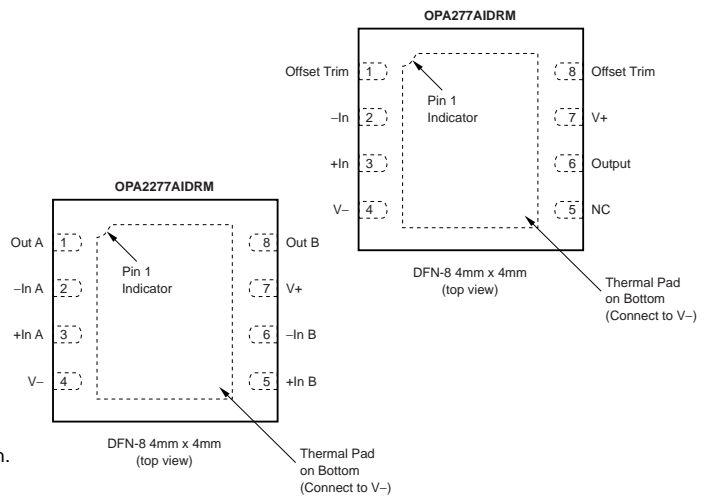 OPA277AIDRM
Offset Trim 1
8 Offset Trim
Pin 1
Indicator
–In 2
7 V+
+In 3
6 Output
V– 4
5 NC
DFN-8 4mm x 4mm
(top view)
Thermal Pad
on Bottom
(Connect to V–)
OPA2277AIDRM
Out A 1
8 Out B
Pin 1
Indicator
–In A 2
7 V+
+In A 3
6 –In B
V– 4
5 +In B
DFN-8 4mm x 4mm
(top view)
Thermal Pad
on Bottom
(Connect to V–)